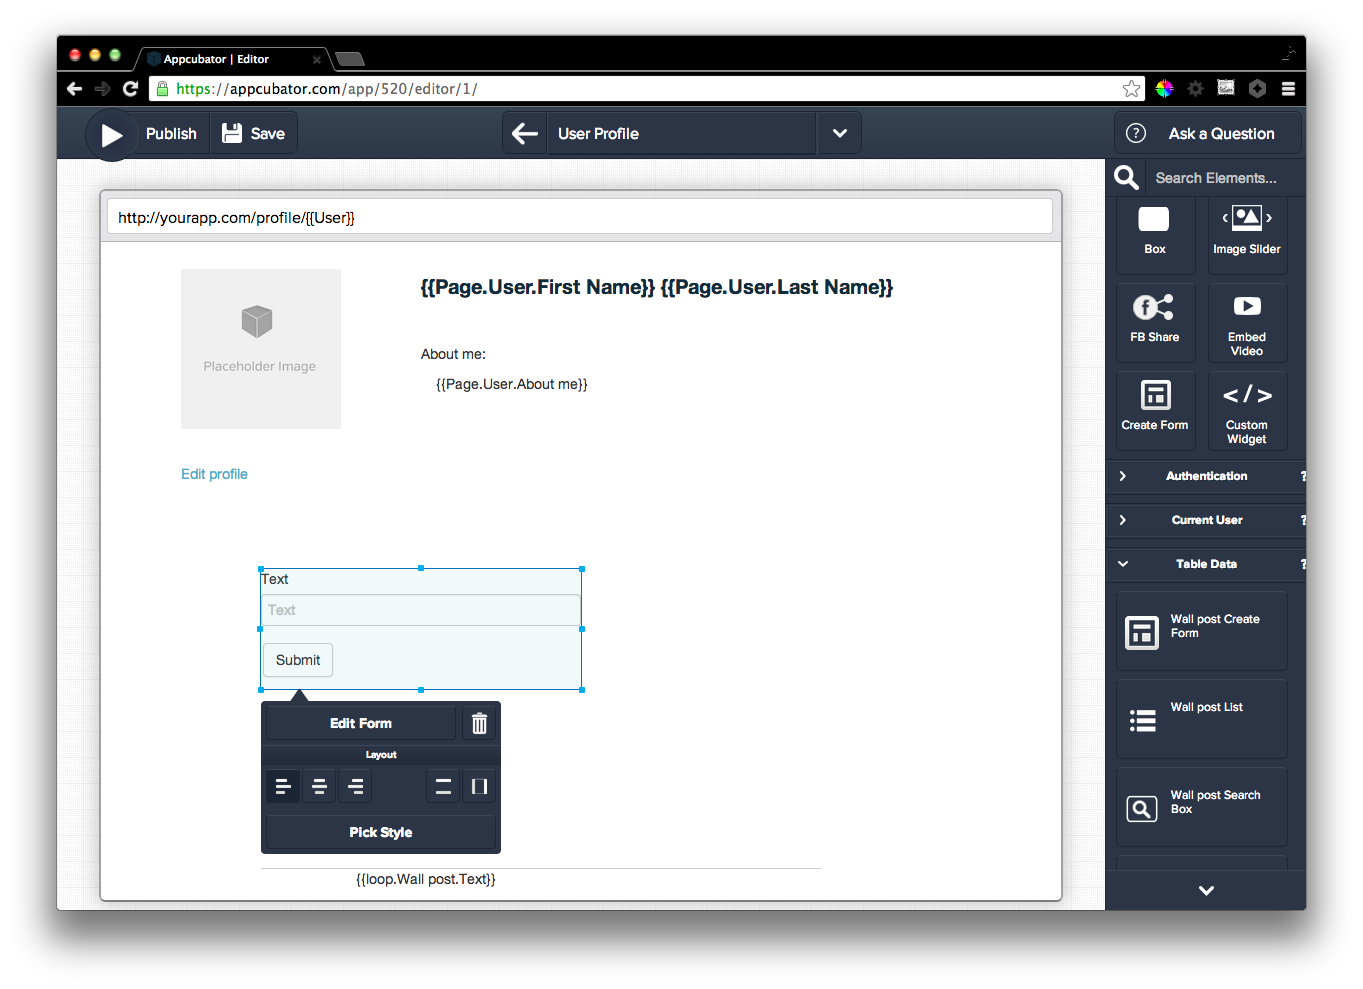 Appcubator | Editor
https://appcubator.com/app/520/editor/1/
Publish
Save
User Profile
? Ask a Question
Search Elements...
http://yourapp.com/profile/{{User}}
Box
Image Slider
Placeholder Image
{{Page.User.First Name}} {{Page.User.Last Name}}
About me:
{{Page.User.About me}}
FB Share
Embed
Video
Create Form
</>
Custom
Widget
Edit profile
Authentication ?
Current User ?
Table Data ?
Text
Text
Submit
Edit Form
Layout
Pick Style
{{loop.Wall post.Text}}
Wall post Create
Form
Wall post List
Wall post Search
Box